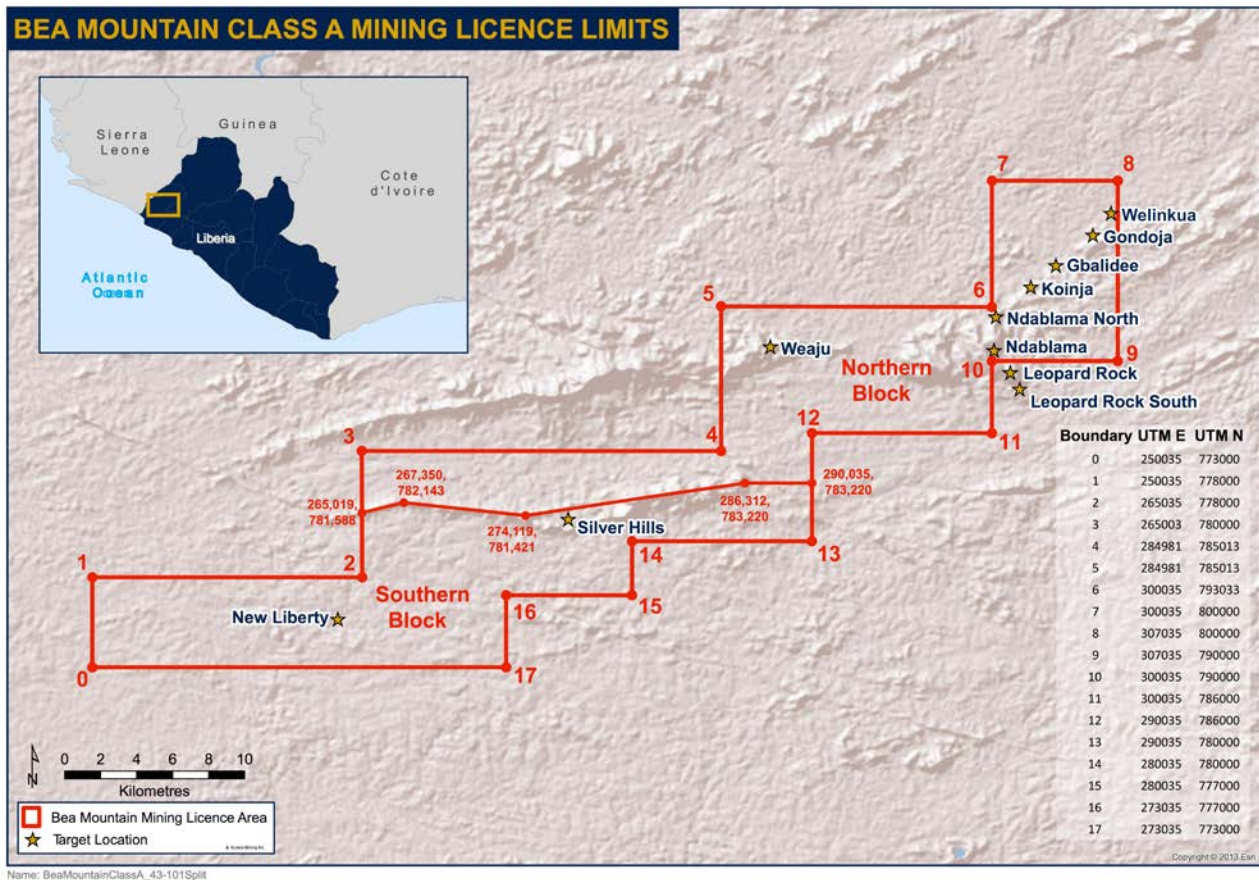 BEA MOUNTAIN CLASS A MINING LICENCE LIMITS
Sierra
Leone
Guinea
Cote
d'Ivoire
Liberia
Atlantic
Ocean
7
8
Welinkua
Gondoja
Gbalidee
Koinja
5
6
Ndablama North
Weaju
Ndablama
Northern
Block
10
9
Leopard Rock
Leopard Rock South
3
4
12
11
267,350,
782,143
265,019,
781,588
274,119,
781,421
286,312,
783,220
290,035,
783,220
Silver Hills
14
13
1
2
Southern
Block
16
15
New Liberty
0
17
Boundary UTM E UTM N
0 250035 773000
1 250035 778000
2 265035 778000
3 265003 780000
4 284981 785013
5 284981 785013
6 300035 793033
7 300035 800000
8 307035 800000
9 307035 790000
10 300035 790000
11 300035 786000
12 290035 786000
13 290035 780000
14 280035 780000
15 280035 777000
16 273035 777000
17 273035 773000
N
0 2 4 6 8 10
Kilometres
Bea Mountain Mining Licence Area
Target Location
Copyright © 2013 Esri
Name: BeaMountainClassA_43-101Split